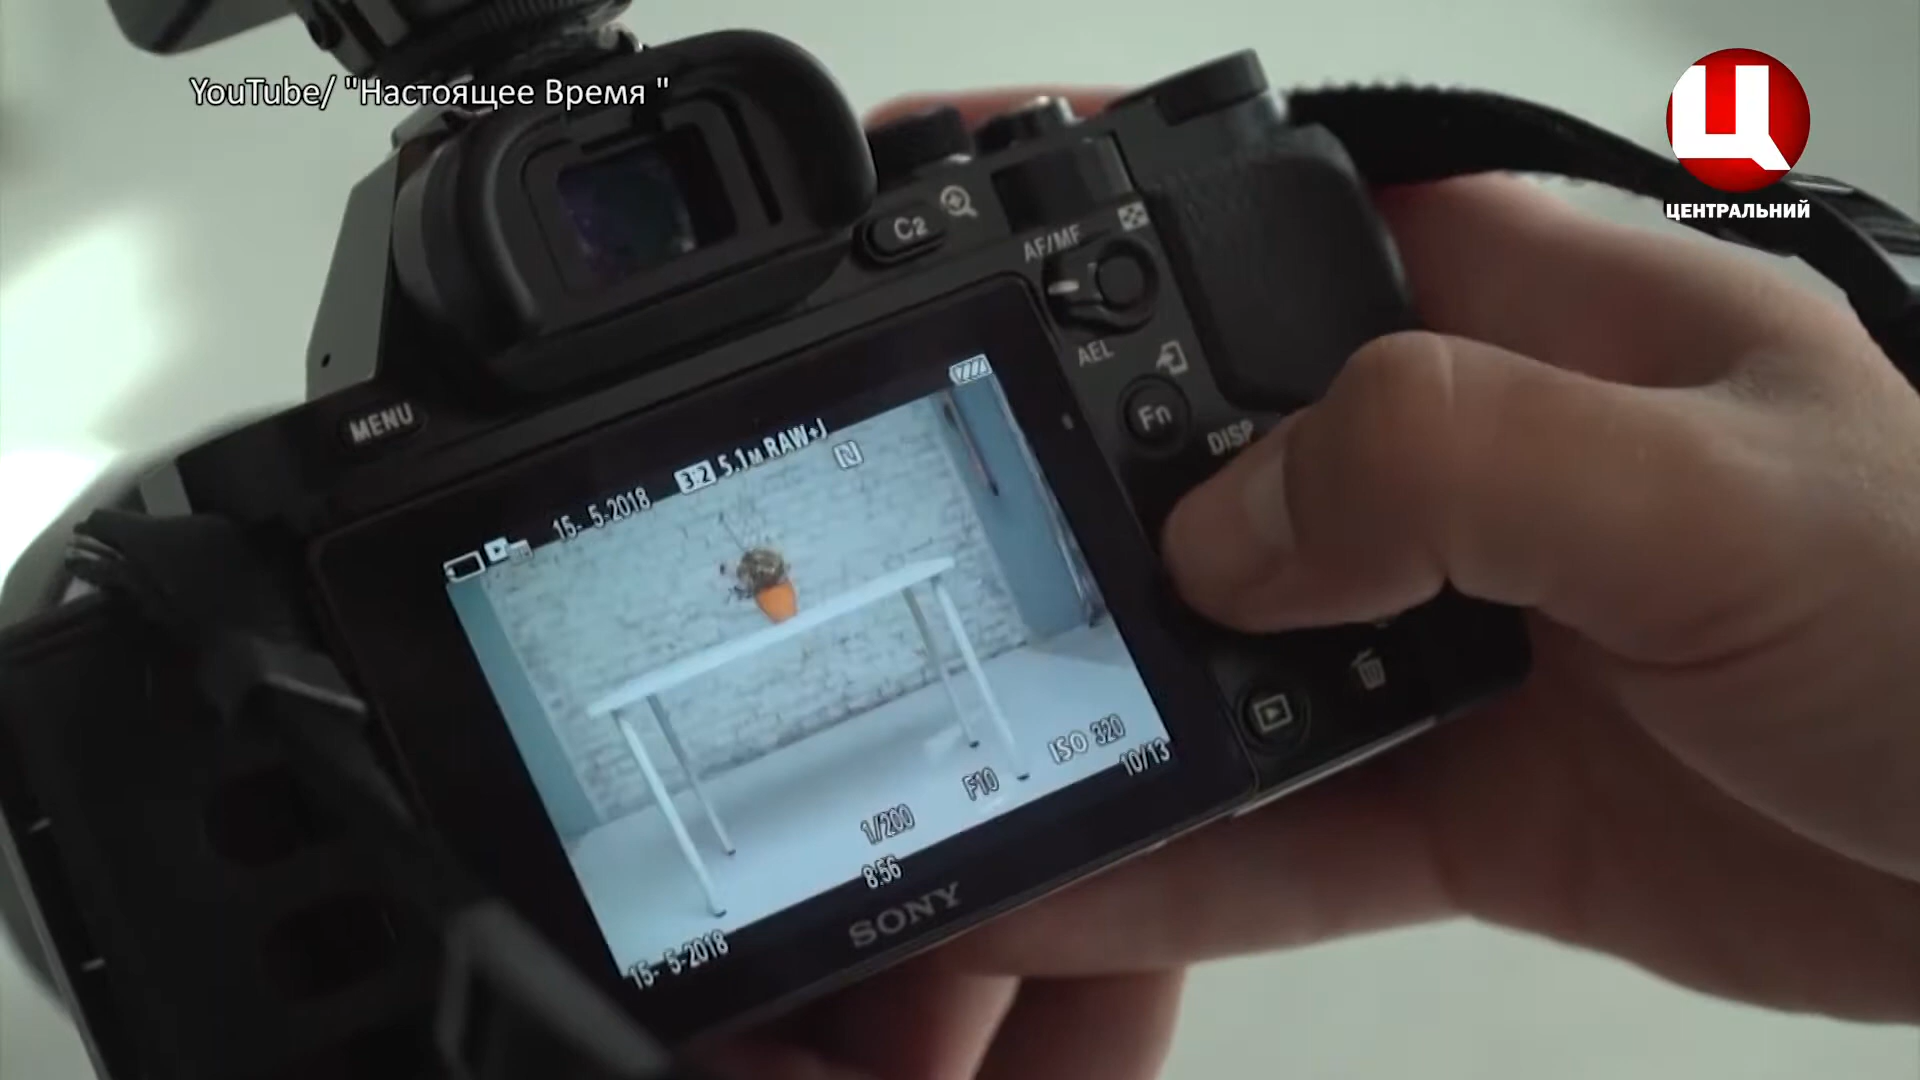 YouTube/ "Настоящее Время "
Ц
ЦЕНТРАЛЬНИЙ
C2
AF/MF
AEL
MENU
Fn
DISP
15- 5-2018
3:2 5.1M RAW+J
N
ISO 320
F10
10/13
1/200
8:56
15- 5-2018
SONY